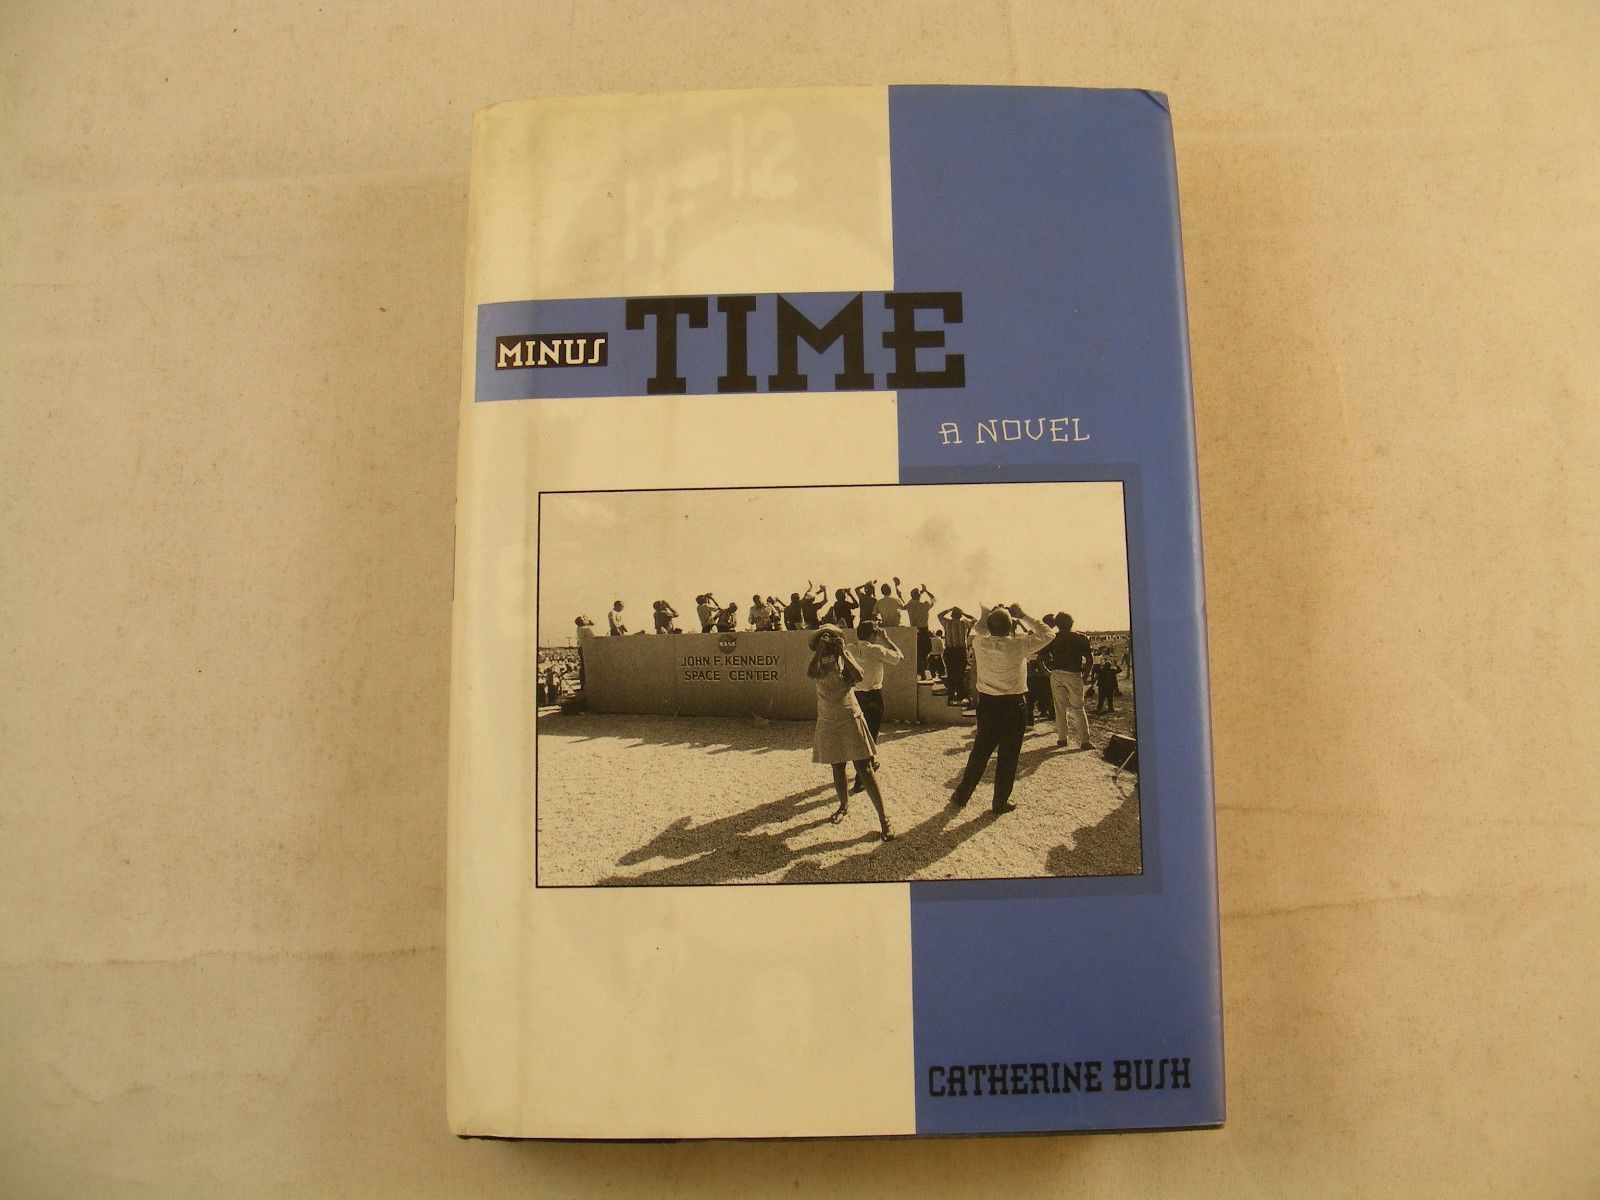 MINUS TIME
A NOVEL
NASA
JOHN F. KENNEDY
SPACE CENTER
CATHERINE BUSH